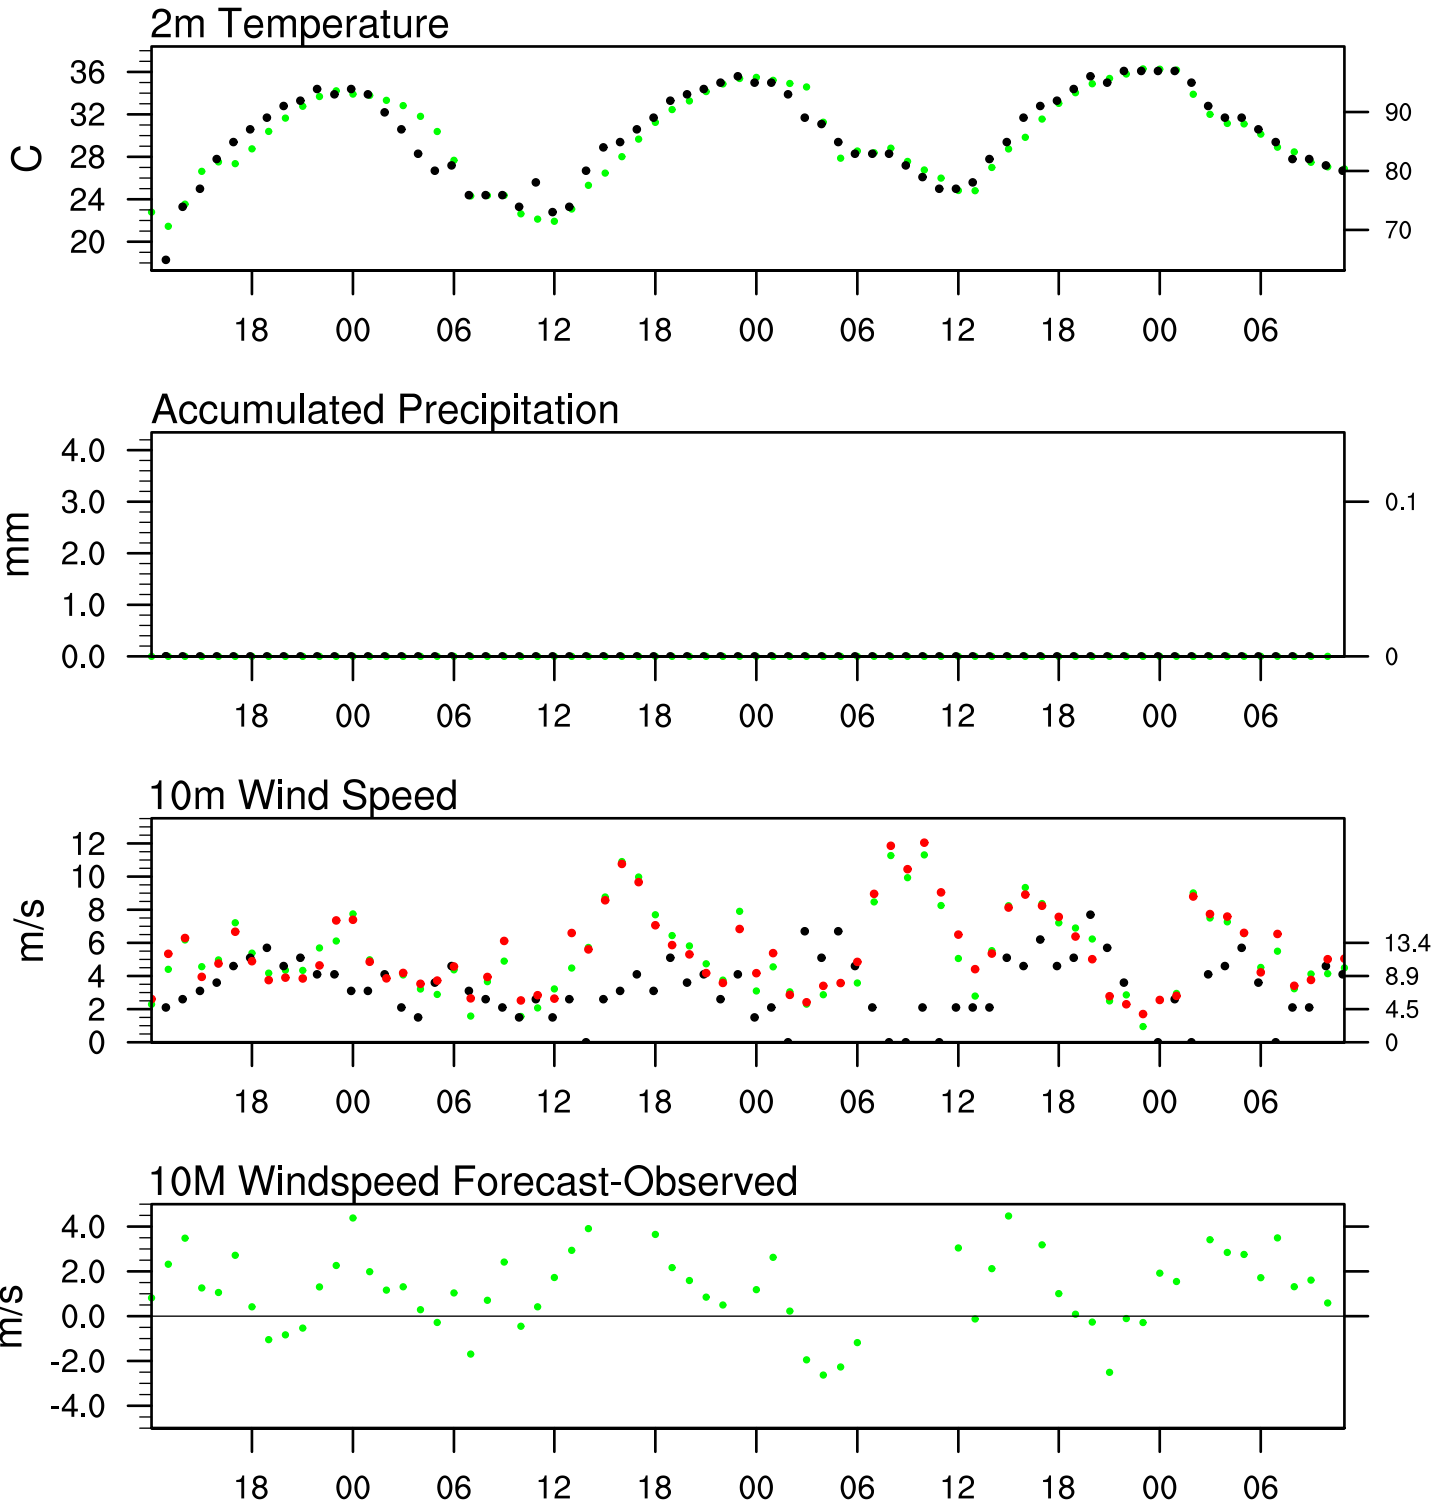 2m Temperature
C
36
32
28
24
20
90
80
70
18 00 06 12 18 00 06 12 18 00 06
Accumulated Precipitation
mm
4.0
3.0
2.0
1.0
0.0
0.1
0
18 00 06 12 18 00 06 12 18 00 06
10m Wind Speed
m/s
12
10
8
6
4
2
0
13.4
8.9
4.5
0
18 00 06 12 18 00 06 12 18 00 06
10M Windspeed Forecast-Observed
m/s
4.0
2.0
0.0
-2.0
-4.0
18 00 06 12 18 00 06 12 18 00 06